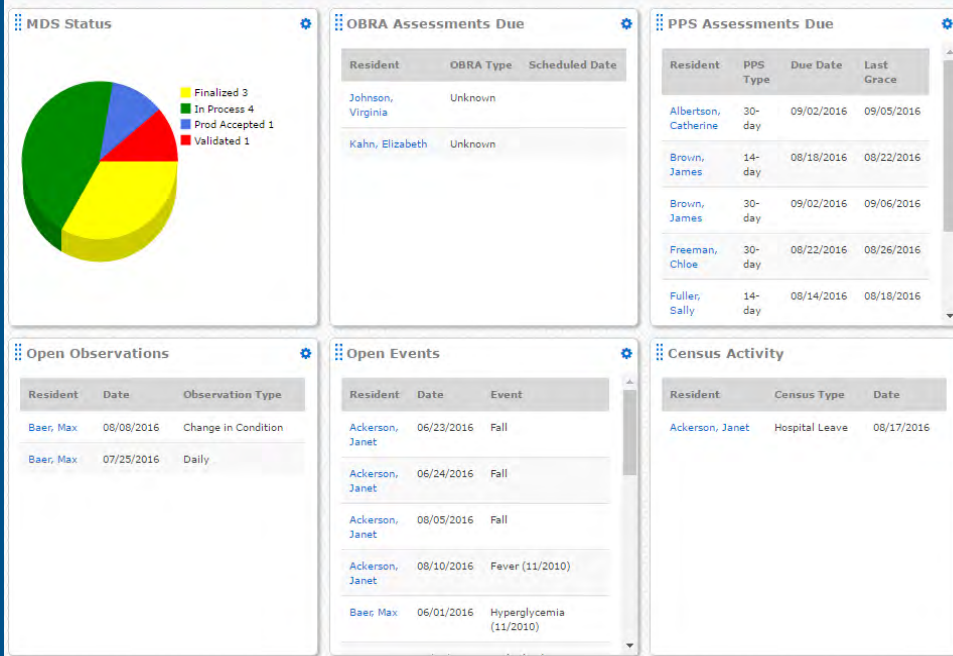 MDS Status
Finalized 3
In Process 4
Prod Accepted 1
Validated 1
OBRA Assessments Due
Resident OBRA Type Scheduled Date
Johnson, Unknown
Virginia
Kahn, Elizabeth Unknown
PPS Assessments Due
Resident PPS Due Date Last
Type Grace
Albertson, 30- 09/02/2016 09/05/2016
Catherine day
Brown, 14- 08/18/2016 08/22/2016
James day
Brown, 30- 09/02/2016 09/06/2016
James day
Freeman, 30- 08/22/2016 08/26/2016
Chloe day
Fuller, 14- 08/14/2016 08/18/2016
Sally day
Open Observations
Resident Date Observation Type
Baer, Max 08/08/2016 Change in Condition
Baer, Max 07/25/2016 Daily
Open Events
Resident Date Event
Ackerson, 06/23/2016 Fall
Janet
Ackerson, 06/24/2016 Fall
Janet
Ackerson, 08/05/2016 Fall
Janet
Ackerson, 08/10/2016 Fever (11/2010)
Janet
Baer, Max 06/01/2016 Hyperglycemia
(11/2010)
Census Activity
Resident Census Type Date
Ackerson, Janet Hospital Leave 08/17/2016